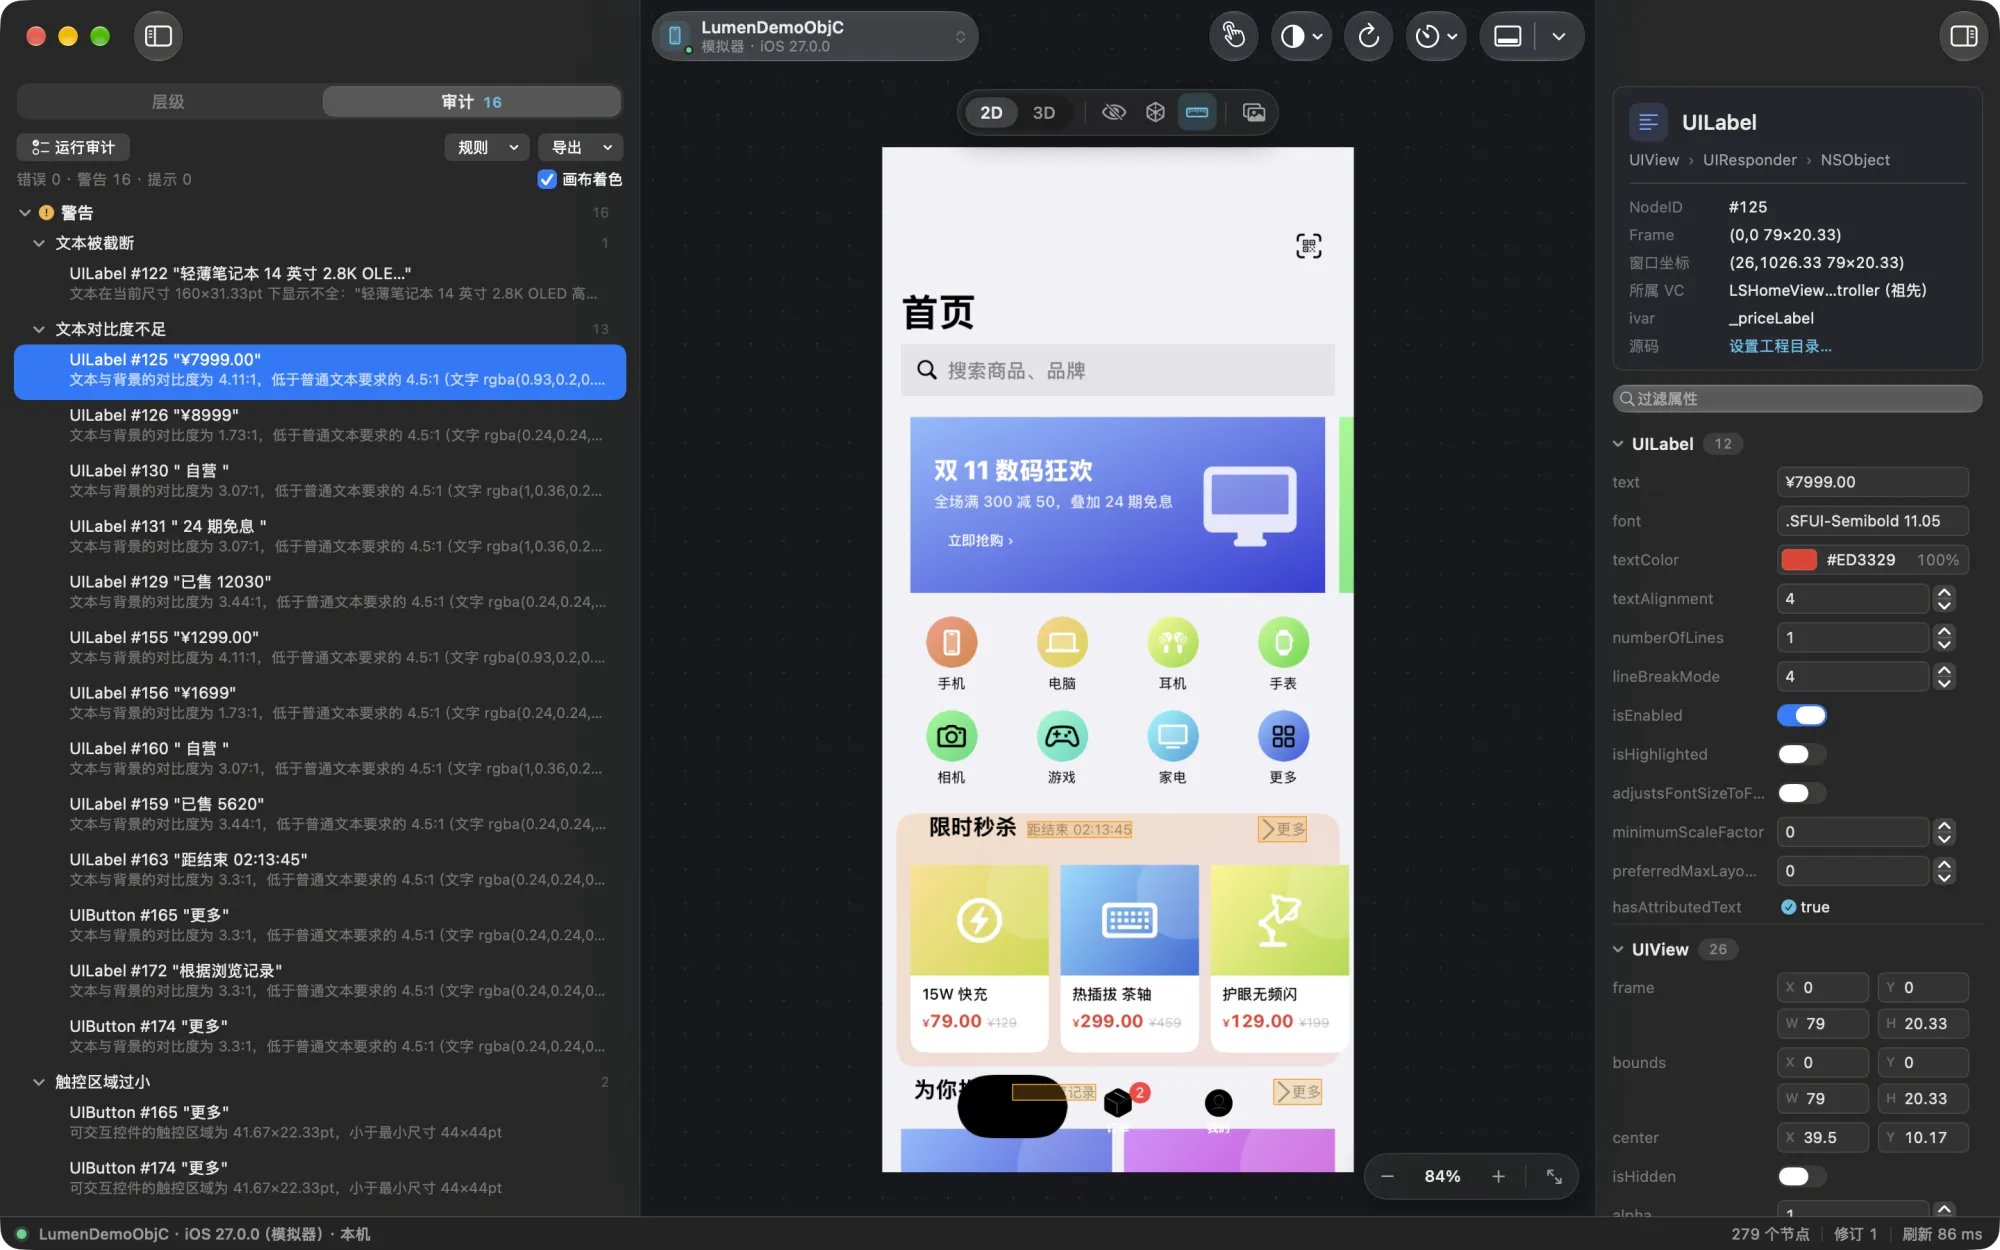 LumenDemoObjC
模拟器 · iOS 27.0.0
层级
审计 16
运行审计
规则
导出
错误 0 · 警告 16 · 提示 0
画布着色
警告 16
文本被截断 1
UILabel #122 "轻薄笔记本 14 英寸 2.8K OLE..."
文本在当前尺寸 160×31.33pt 下显示不全："轻薄笔记本 14 英寸 2.8K OLED 高...
文本对比度不足 13
UILabel #125 "¥7999.00"
文本与背景的对比度为 4.11:1，低于普通文本要求的 4.5:1 (文字 rgba(0.93,0.2,0....
UILabel #126 "¥8999"
文本与背景的对比度为 1.73:1，低于普通文本要求的 4.5:1 (文字 rgba(0.24,0.24,...
UILabel #130 " 自营 "
文本与背景的对比度为 3.07:1，低于普通文本要求的 4.5:1 (文字 rgba(1,0.36,0.2...
UILabel #131 " 24 期免息 "
文本与背景的对比度为 3.07:1，低于普通文本要求的 4.5:1 (文字 rgba(1,0.36,0.2...
UILabel #129 "已售 12030"
文本与背景的对比度为 3.44:1，低于普通文本要求的 4.5:1 (文字 rgba(0.24,0.24,...
UILabel #155 "¥1299.00"
文本与背景的对比度为 4.11:1，低于普通文本要求的 4.5:1 (文字 rgba(0.93,0.2,0....
UILabel #156 "¥1699"
文本与背景的对比度为 1.73:1，低于普通文本要求的 4.5:1 (文字 rgba(0.24,0.24,...
UILabel #160 " 自营 "
文本与背景的对比度为 3.07:1，低于普通文本要求的 4.5:1 (文字 rgba(1,0.36,0.2...
UILabel #159 "已售 5620"
文本与背景的对比度为 3.44:1，低于普通文本要求的 4.5:1 (文字 rgba(0.24,0.24,...
UILabel #163 "距结束 02:13:45"
文本与背景的对比度为 3.3:1，低于普通文本要求的 4.5:1 (文字 rgba(0.24,0.24,0...
UIButton #165 "更多"
文本与背景的对比度为 3.3:1，低于普通文本要求的 4.5:1 (文字 rgba(0.24,0.24,0...
UILabel #172 "根据浏览记录"
文本与背景的对比度为 3.3:1，低于普通文本要求的 4.5:1 (文字 rgba(0.24,0.24,0...
UIButton #174 "更多"
文本与背景的对比度为 3.3:1，低于普通文本要求的 4.5:1 (文字 rgba(0.24,0.24,0...
触控区域过小 2
UIButton #165 "更多"
可交互控件的触控区域为 41.67×22.33pt，小于最小尺寸 44×44pt
UIButton #174 "更多"
可交互控件的触控区域为 41.67×22.33pt，小于最小尺寸 44×44pt
2D 3D
首页
搜索商品、品牌
双 11 数码狂欢
全场满 300 减 50，叠加 24 期免息
立即抢购 ›
手机 电脑 耳机 手表
相机 游戏 家电 更多
限时秒杀 距结束 02:13:45 更多
15W 快充 热插拔 茶轴 护眼无频闪
¥79.00 ¥129 ¥299.00 ¥459 ¥129.00 ¥199
为你 记录 2 更多
我的
84%
UILabel
UIView › UIResponder › NSObject
NodeID #125
Frame (0,0 79×20.33)
窗口坐标 (26,1026.33 79×20.33)
所属 VC LSHomeView...troller (祖先)
ivar _priceLabel
源码 设置工程目录...
过滤属性
UILabel 12
text ¥7999.00
font .SFUI-Semibold 11.05
textColor #ED3329 100%
textAlignment 4
numberOfLines 1
lineBreakMode 4
isEnabled
isHighlighted
adjustsFontSizeToF...
minimumScaleFactor 0
preferredMaxLayo... 0
hasAttributedText true
UIView 26
frame X 0 Y 0
W 79 H 20.33
bounds X 0 Y 0
W 79 H 20.33
center X 39.5 Y 10.17
isHidden
alpha 1
LumenDemoObjC · iOS 27.0.0 (模拟器) · 本机
279 个节点 修订 1 刷新 86 ms